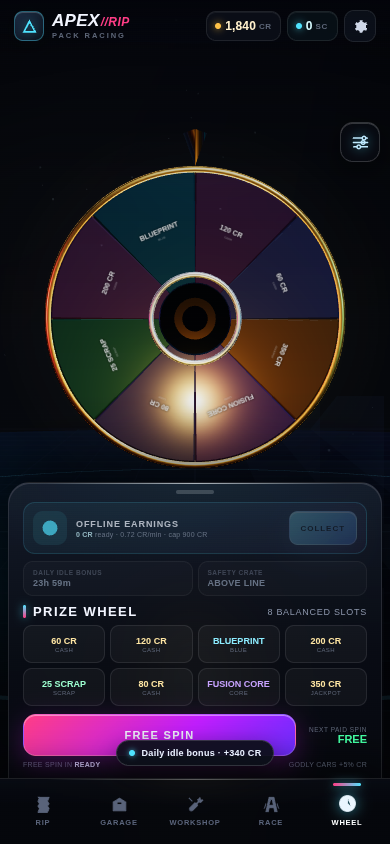 APEX//RIP
PACK RACING
1,840 CR
0 SC
BLUEPRINT
120 CR
200 CR
60 CR
25 SCRAP
350 CR
80 CR
FUSION CORE
OFFLINE EARNINGS
0 CR ready · 0.72 CR/min · cap 900 CR
COLLECT
DAILY IDLE BONUS
23h 59m
SAFETY CRATE
ABOVE LINE
PRIZE WHEEL
8 BALANCED SLOTS
60 CR
CASH
120 CR
CASH
BLUEPRINT
BLUE
200 CR
CASH
25 SCRAP
SCRAP
80 CR
CASH
FUSION CORE
CORE
350 CR
JACKPOT
FREE SPIN
NEXT PAID SPIN
FREE
Daily idle bonus · +340 CR
FREE SPIN IN READY
GODLY CARS +5% CR
RIP
GARAGE
WORKSHOP
RACE
WHEEL